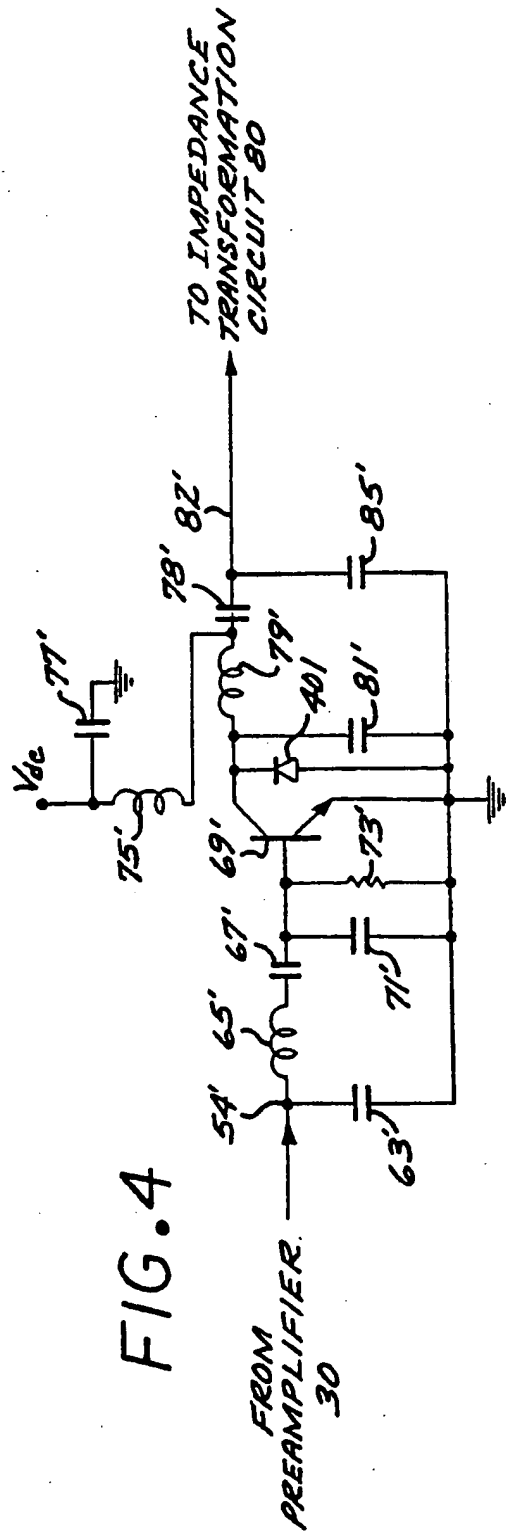 FIG. 4
FROM
PREAMPLIFIER.
30
54'
65'
67'
63'
71'
73'
69'
75'
Vdc
77'
78'
79'
401
81'
82'
85'
TO IMPEDANCE
TRANSFORMATION
CIRCUIT 80